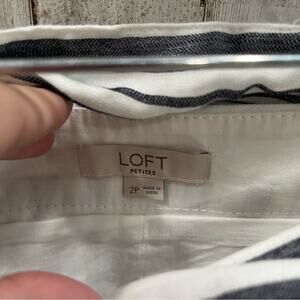 LOFT
PETITES
2P MADE IN
INDIA